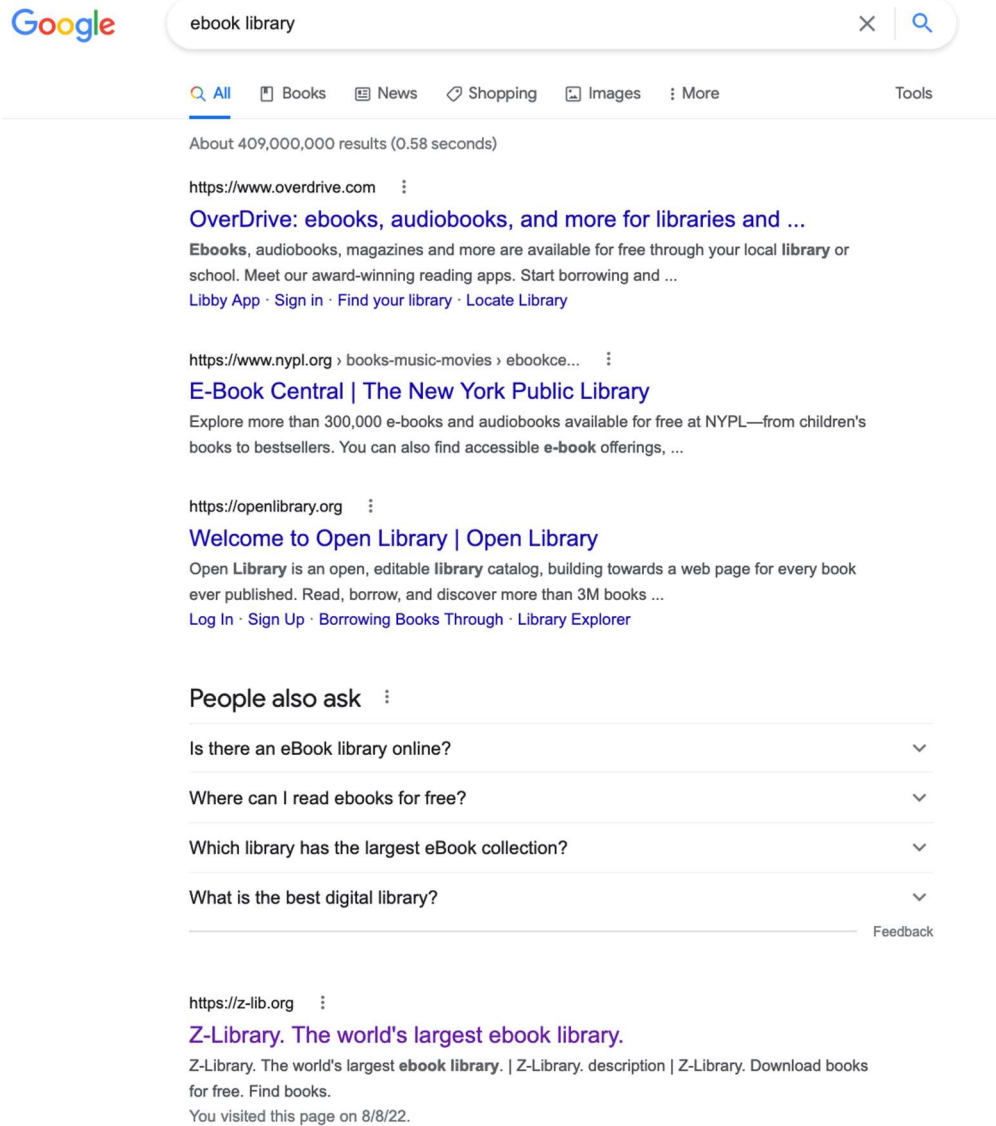 Google
ebook library
All Books News Shopping Images More Tools
About 409,000,000 results (0.58 seconds)
https://www.overdrive.com
OverDrive: ebooks, audiobooks, and more for libraries and ...
Ebooks, audiobooks, magazines and more are available for free through your local library or
school. Meet our award-winning reading apps. Start borrowing and ...
Libby App · Sign in · Find your library · Locate Library
https://www.nypl.org › books-music-movies › ebookce...
E-Book Central | The New York Public Library
Explore more than 300,000 e-books and audiobooks available for free at NYPL—from children's
books to bestsellers. You can also find accessible e-book offerings, ...
https://openlibrary.org
Welcome to Open Library | Open Library
Open Library is an open, editable library catalog, building towards a web page for every book
ever published. Read, borrow, and discover more than 3M books ...
Log In · Sign Up · Borrowing Books Through · Library Explorer
People also ask
Is there an eBook library online?
Where can I read ebooks for free?
Which library has the largest eBook collection?
What is the best digital library?
Feedback
https://z-lib.org
Z-Library. The world's largest ebook library.
Z-Library. The world's largest ebook library. | Z-Library. description | Z-Library. Download books
for free. Find books.
You visited this page on 8/8/22.